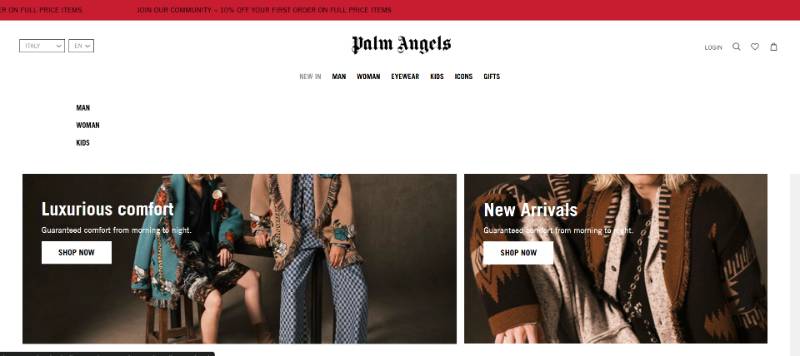 ER ON FULL PRICE ITEMS JOIN OUR COMMUNITY – 10% OFF YOUR FIRST ORDER ON FULL PRICE ITEMS
ITALY EN Palm Angels LOGIN
NEW IN MAN WOMAN EYEWEAR KIDS ICONS GIFTS
MAN
WOMAN
KIDS
Luxurious comfort
Guaranteed comfort from morning to night.
SHOP NOW
New Arrivals
Guaranteed comfort from morning to night.
SHOP NOW